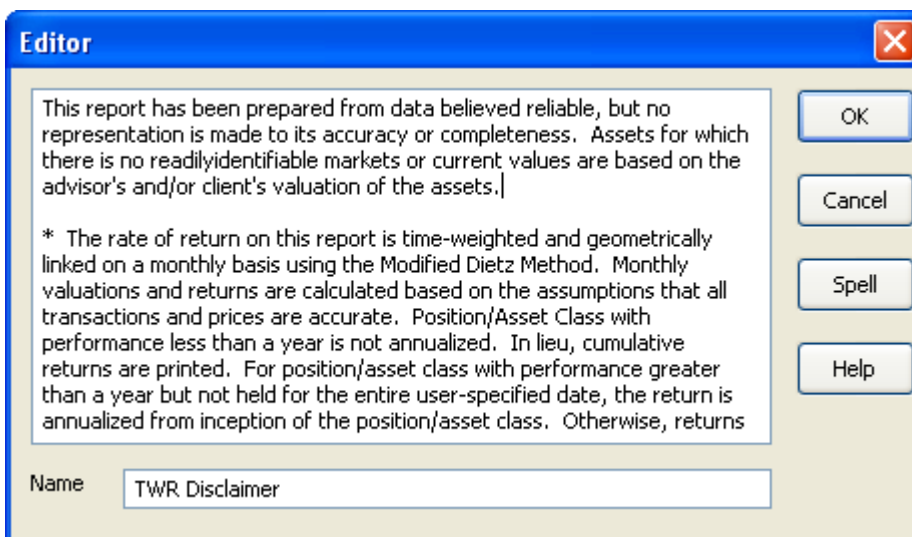 Editor
This report has been prepared from data believed reliable, but no
representation is made to its accuracy or completeness.  Assets for which
there is no readilyidentifiable markets or current values are based on the
advisor's and/or client's valuation of the assets.
*  The rate of return on this report is time-weighted and geometrically
linked on a monthly basis using the Modified Dietz Method.  Monthly
valuations and returns are calculated based on the assumptions that all
transactions and prices are accurate.  Position/Asset Class with
performance less than a year is not annualized.  In lieu, cumulative
returns are printed.  For position/asset class with performance greater
than a year but not held for the entire user-specified date, the return is
annualized from inception of the position/asset class.  Otherwise, returns
OK
Cancel
Spell
Help
Name
TWR Disclaimer